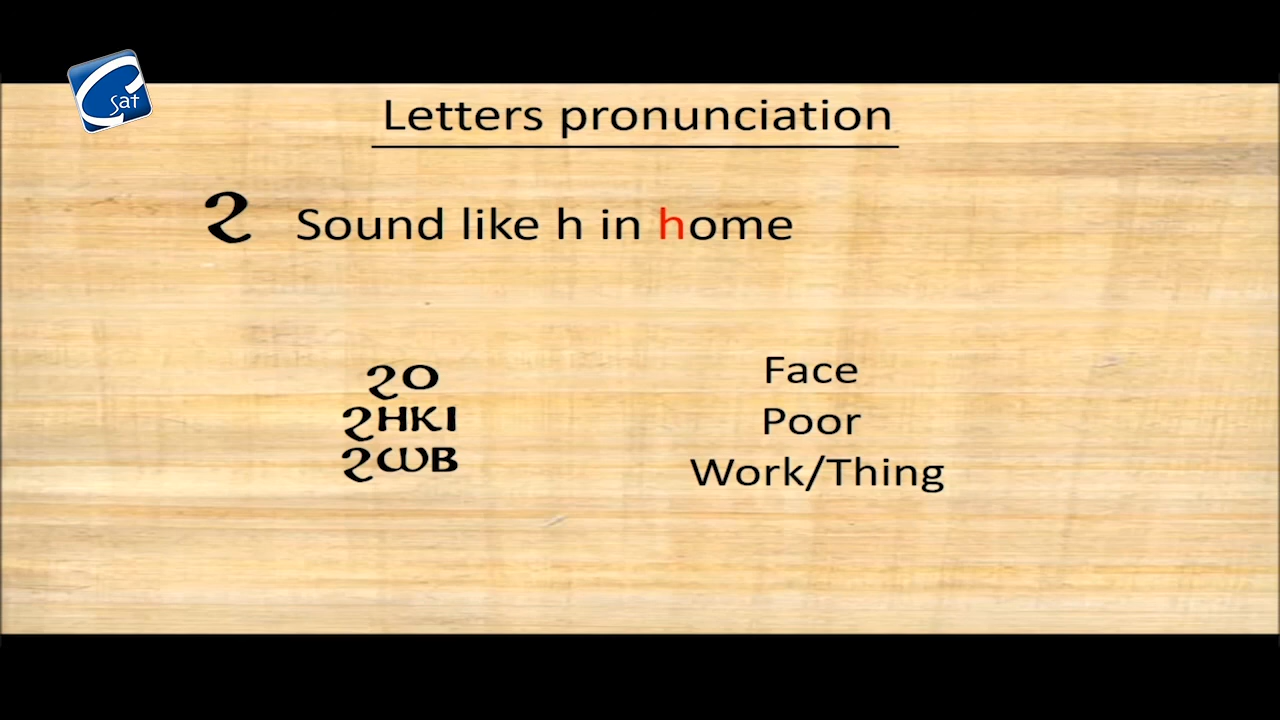 C Sat
Letters pronunciation
ϩ Sound like h in home
ϩⲟ Face
ϩⲏⲕⲓ Poor
ϩⲱⲃ Work/Thing